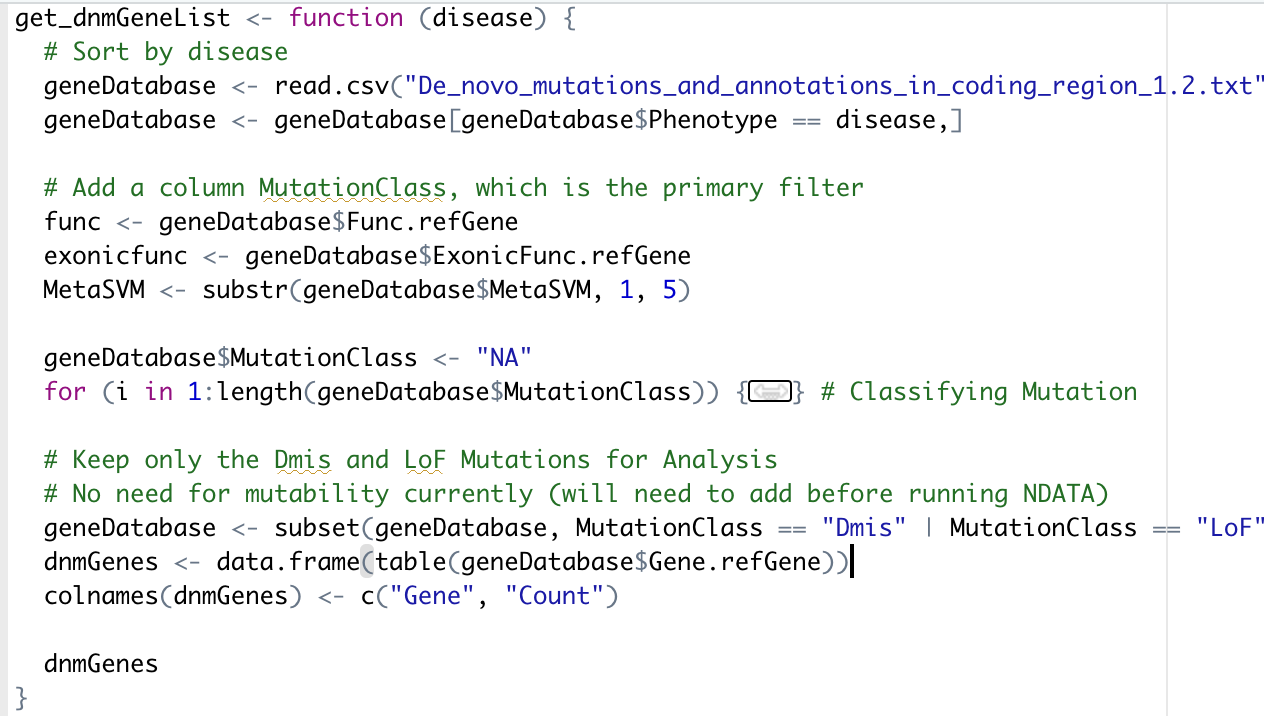 get_dnmGeneList <- function (disease) {
  # Sort by disease
  geneDatabase <- read.csv("De_novo_mutations_and_annotations_in_coding_region_1.2.txt"
  geneDatabase <- geneDatabase[geneDatabase$Phenotype == disease,]
  # Add a column MutationClass, which is the primary filter
  func <- geneDatabase$Func.refGene
  exonicfunc <- geneDatabase$ExonicFunc.refGene
  MetaSVM <- substr(geneDatabase$MetaSVM, 1, 5)
  geneDatabase$MutationClass <- "NA"
  for (i in 1:length(geneDatabase$MutationClass)) {} # Classifying Mutation
  # Keep only the Dmis and LoF Mutations for Analysis
  # No need for mutability currently (will need to add before running NDATA)
  geneDatabase <- subset(geneDatabase, MutationClass == "Dmis" | MutationClass == "LoF"
  dnmGenes <- data.frame(table(geneDatabase$Gene.refGene))
  colnames(dnmGenes) <- c("Gene", "Count")
  dnmGenes
}